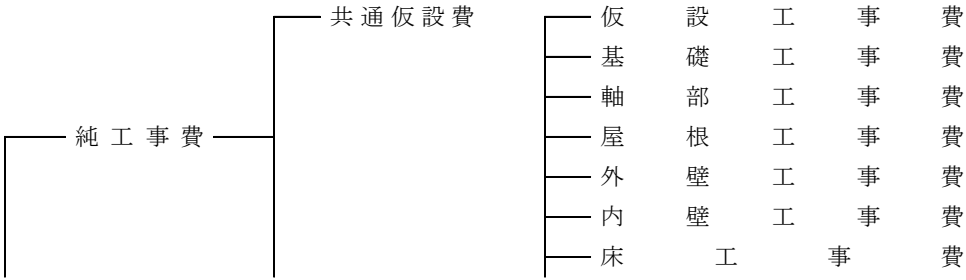 共通仮設費
仮設工事費
基礎工事費
軸部工事費
純工事費
屋根工事費
外壁工事費
内壁工事費
床工事費